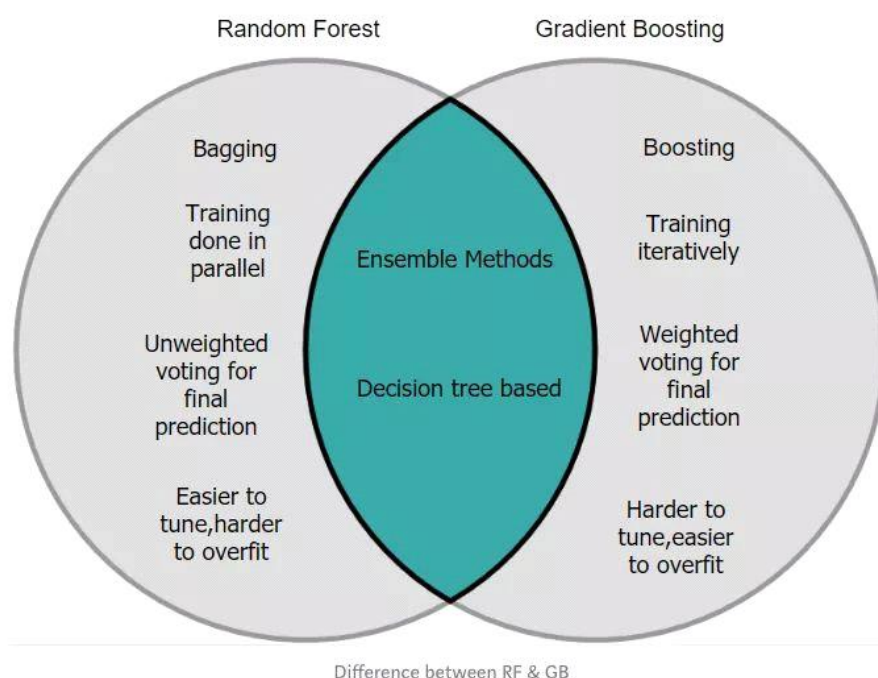 Random Forest
Gradient Boosting
Bagging
Training
done in
parallel
Unweighted
voting for
final
prediction
Easier to
tune,harder
to overfit
Ensemble Methods
Decision tree based
Boosting
Training
iteratively
Weighted
voting for
final
prediction
Harder to
tune,easier
to overfit
Difference between RF & GB